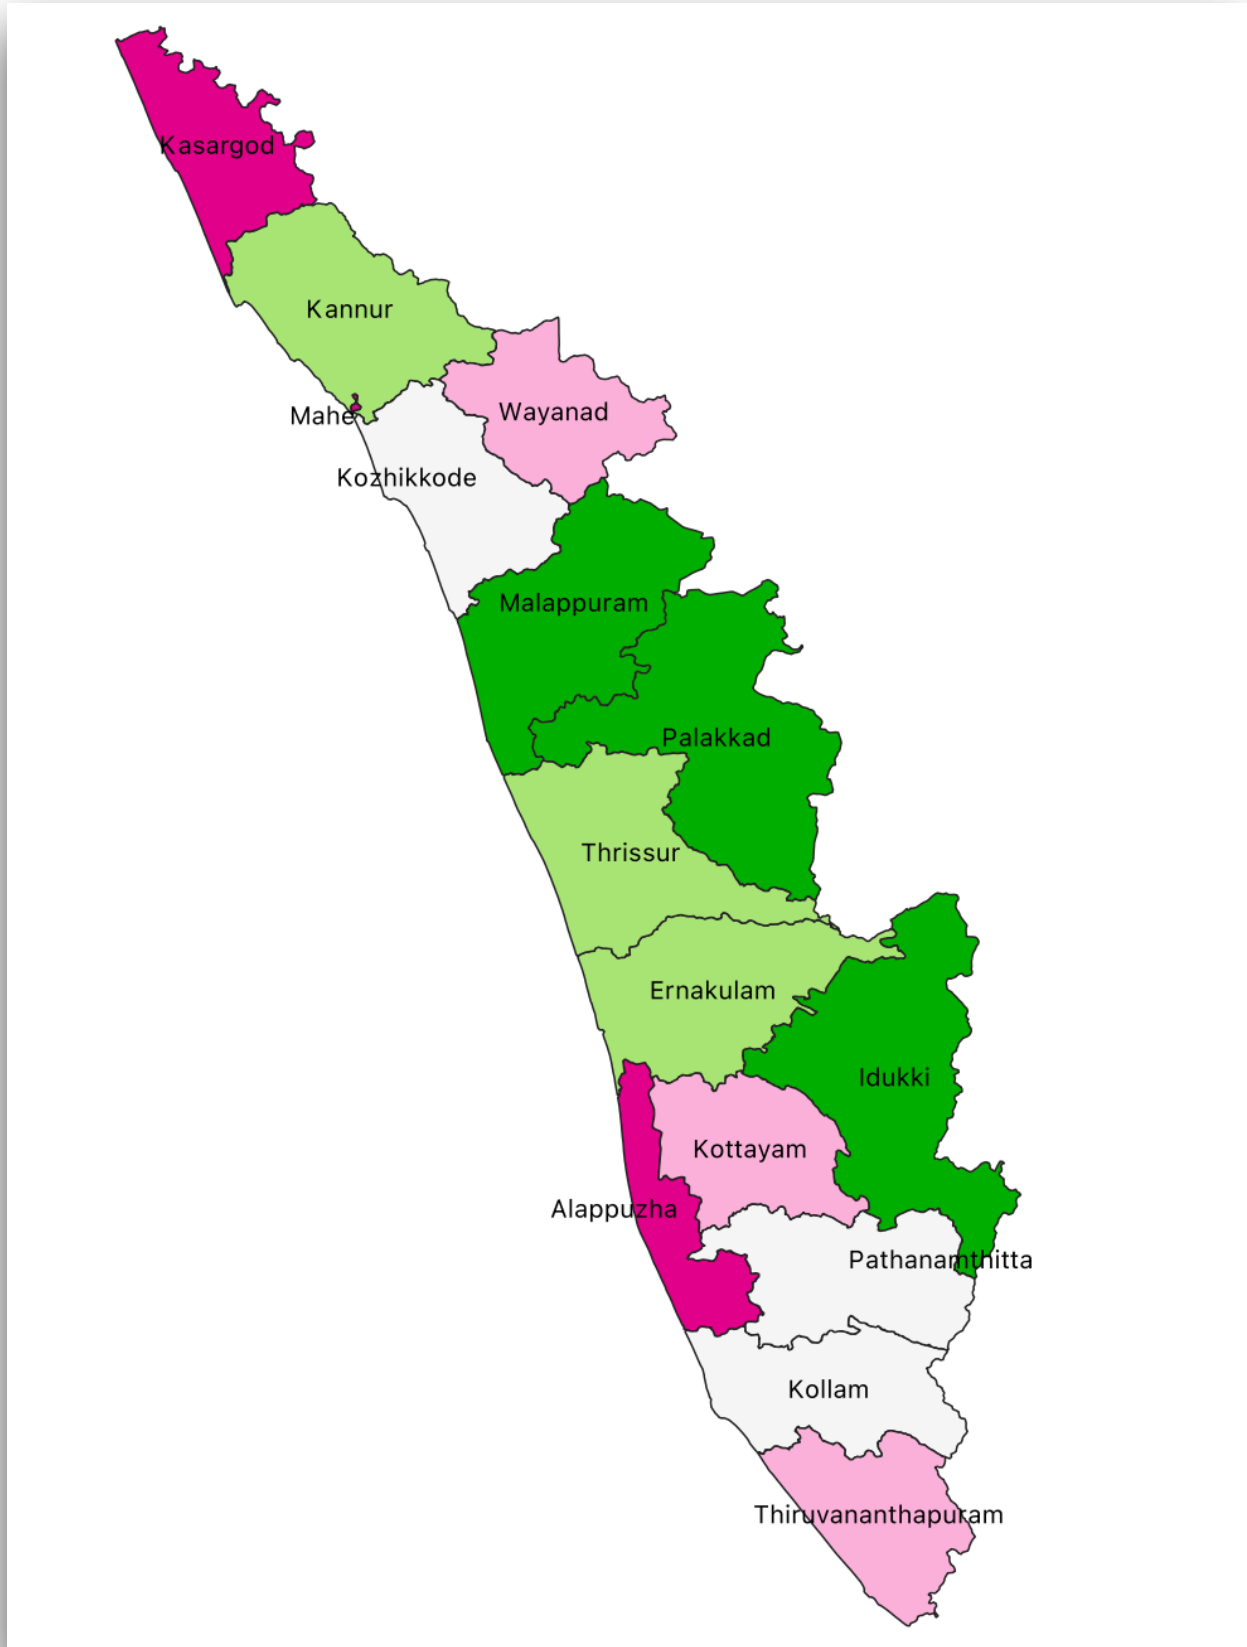 Kasargod
Kannur
Mahe
Wayanad
Kozhikkode
Malappuram
Palakkad
Thrissur
Ernakulam
Idukki
Kottayam
Alappuzha
Pathanamthitta
Kollam
Thiruvananthapuram